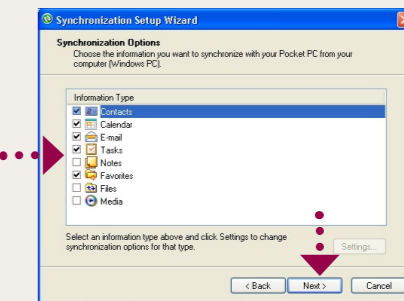 Synchronization Setup Wizard
Synchronization Options
Choose the information you want to synchronize with your Pocket PC from your
computer (Windows PC).
Information Type
Contacts
Calendar
E-mail
Tasks
Notes
Favorites
Files
Media
Select an information type above and click Settings to change
synchronization options for that type.
Settings...
< Back
Next >
Cancel